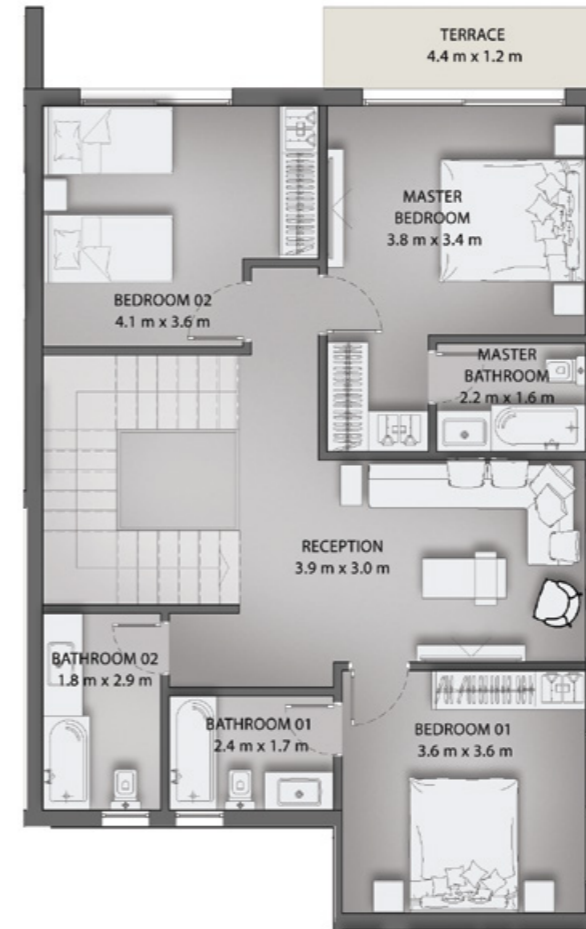 TERRACE
4.4 m x 1.2 m
MASTER
BEDROOM
3.8 m x 3.4 m
BEDROOM 02
4.1 m x 3.6 m
MASTER
BATHROOM
2.2 m x 1.6 m
RECEPTION
3.9 m x 3.0 m
BATHROOM 02
1.8 m x 2.9 m
BATHROOM 01
2.4 m x 1.7 m
BEDROOM 01
3.6 m x 3.6 m